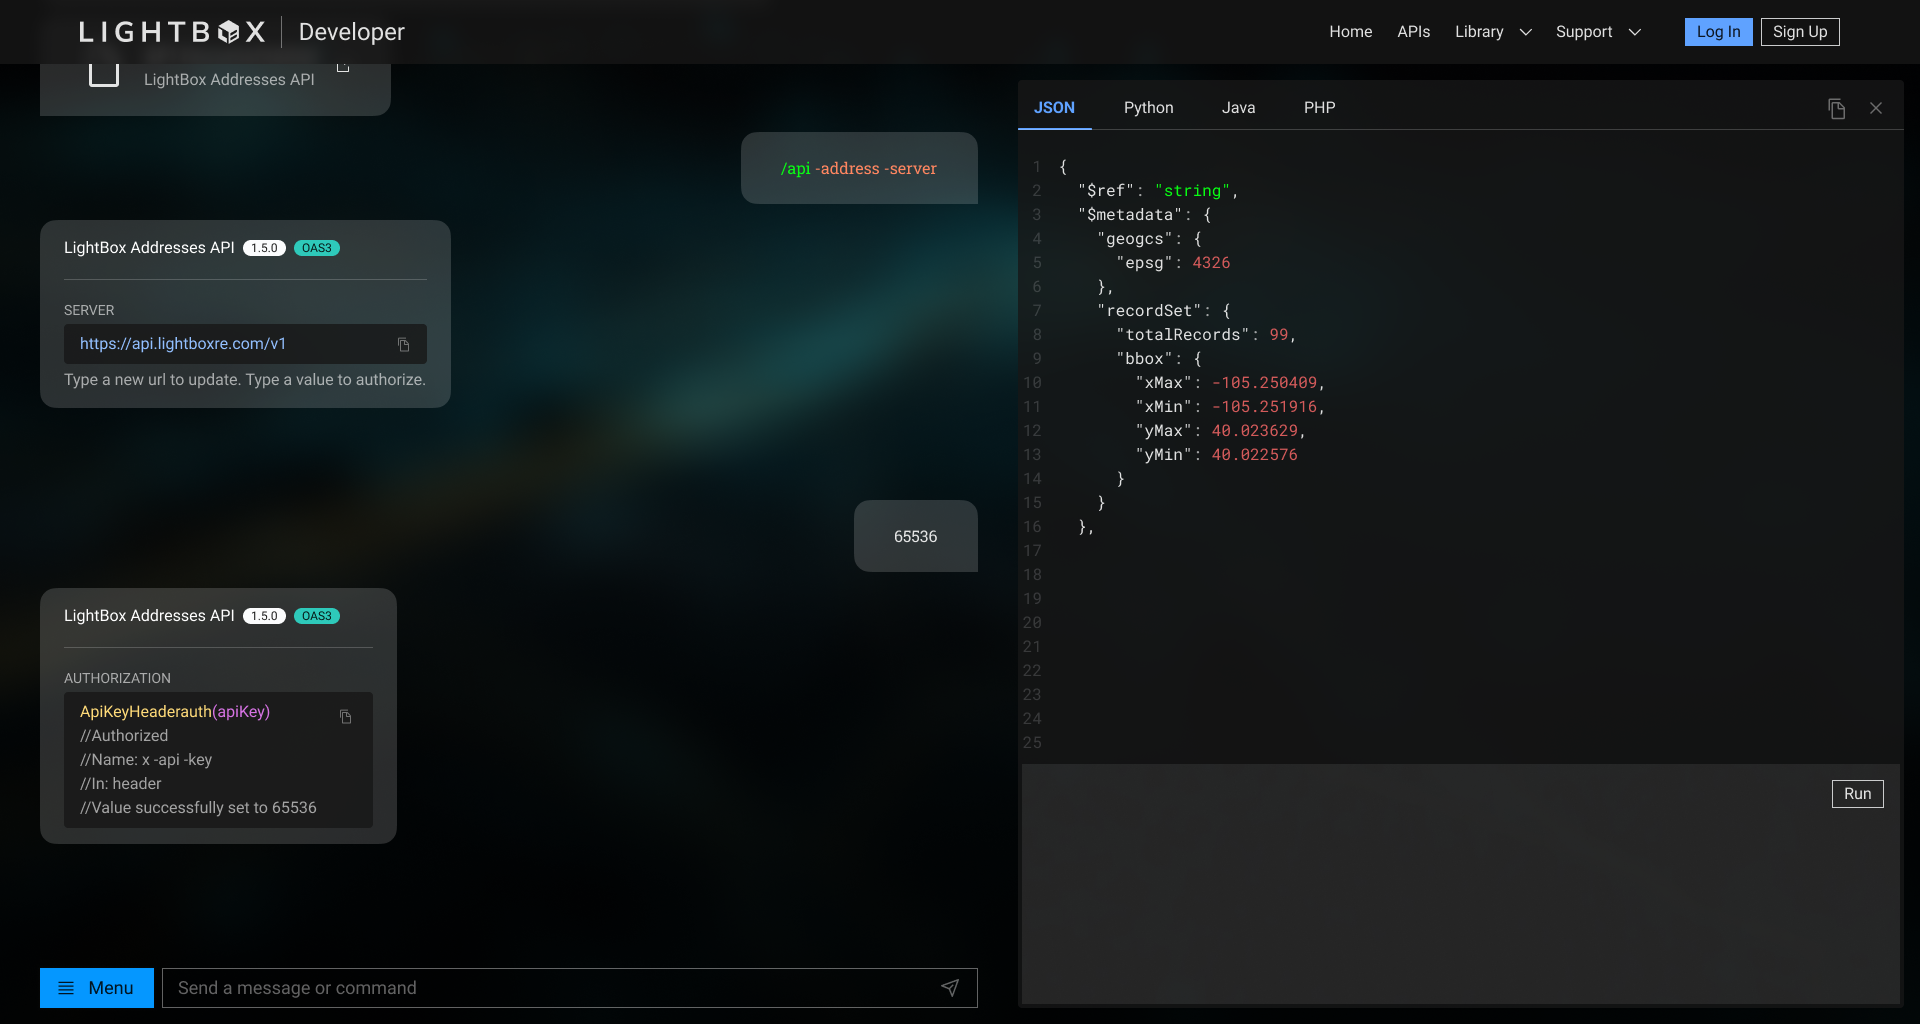 LIGHTBOX Developer
Home APIs Library Support Log In Sign Up
LightBox Addresses API
/api -address -server
LightBox Addresses API 1.5.0 OAS3
SERVER
https://api.lightboxre.com/v1
Type a new url to update. Type a value to authorize.
65536
LightBox Addresses API 1.5.0 OAS3
AUTHORIZATION
ApiKeyHeaderauth(apiKey)
//Authorized
//Name: x -api -key
//In: header
//Value successfully set to 65536
Menu
Send a message or command
JSON Python Java PHP
1 {
2 "$ref": "string",
3 "$metadata": {
4 "geogcs": {
5 "epsg": 4326
6 },
7 "recordSet": {
8 "totalRecords": 99,
9 "bbox": {
10 "xMax": -105.250409,
11 "xMin": -105.251916,
12 "yMax": 40.023629,
13 "yMin": 40.022576
14 }
15 }
16 },
17
18
19
20
21
22
23
24
25
Run